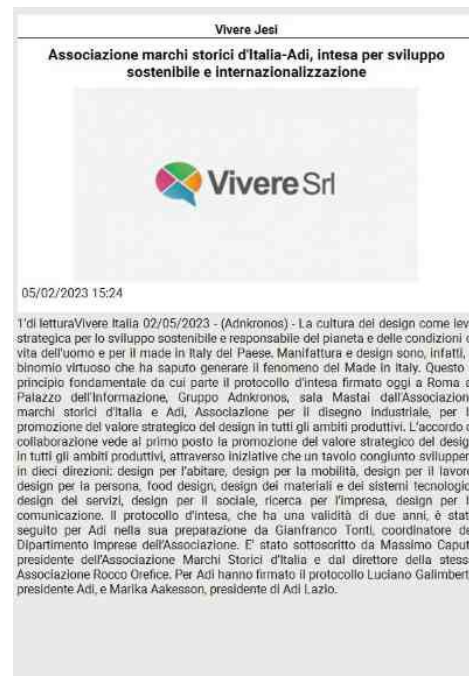 Vivere Jesi
Associazione marchi storici d'Italia-Adi, intesa per sviluppo
sostenibile e internazionalizzazione
Vivere Srl
05/02/2023 15:24
1'di letturaVivere Italia 02/05/2023 - (Adnkronos) - La cultura del design come lev
strategica per lo sviluppo sostenibile e responsabile del pianeta e delle condizioni d
vita dell'uomo e per il made in Italy del Paese. Manifattura e design sono, infatti,
binomio virtuoso che ha saputo generare il fenomeno del Made in Italy. Questo
principio fondamentale da cui parte il protocollo d'intesa firmato oggi a Roma a
Palazzo dell'Informazione, Gruppo Adnkronos, sala Mastai dall'Association
marchi storici d'Italia e Adi, Associazione per il disegno industriale, per l
promozione del valore strategico del design in tutti gli ambiti produttivi. L'accordo d
collaborazione vede al primo posto la promozione del valore strategico del desig
in tutti gli ambiti produttivi, attraverso iniziative che un tavolo congiunto svilupper
in dieci direzioni: design per l'abitare, design per la mobilità, design per il lavor
design per la persona, food design, design dei materiali e dei sistemi tecnologic
design dei servizi, design per il sociale, ricerca per l'impresa, design per l
comunicazione. Il protocollo d'intesa, che ha una validità di due anni, è stat
seguito per Adi nella sua preparazione da Gianfranco Tonti, coordinatore de
Dipartimento Imprese dell'Associazione. E' stato sottoscritto da Massimo Caput
presidente dell'Associazione Marchi Storici d'Italia e dal direttore della stess
Associazione Rocco Orefice. Per Adi hanno firmato il protocollo Luciano Galimbert
presidente Adi, e Marika Aakesson, presidente di Adi Lazio.